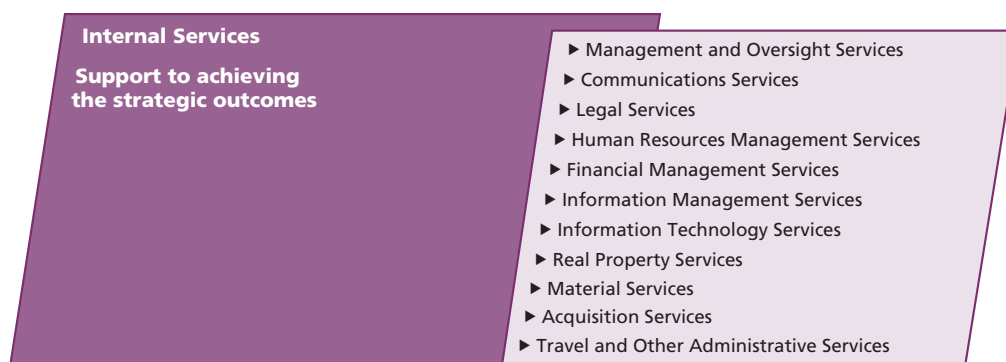 Internal Services
Support to achieving
the strategic outcomes
▶ Management and Oversight Services
▶ Communications Services
▶ Legal Services
▶ Human Resources Management Services
▶ Financial Management Services
▶ Information Management Services
▶ Information Technology Services
▶ Real Property Services
▶ Material Services
▶ Acquisition Services
▶ Travel and Other Administrative Services